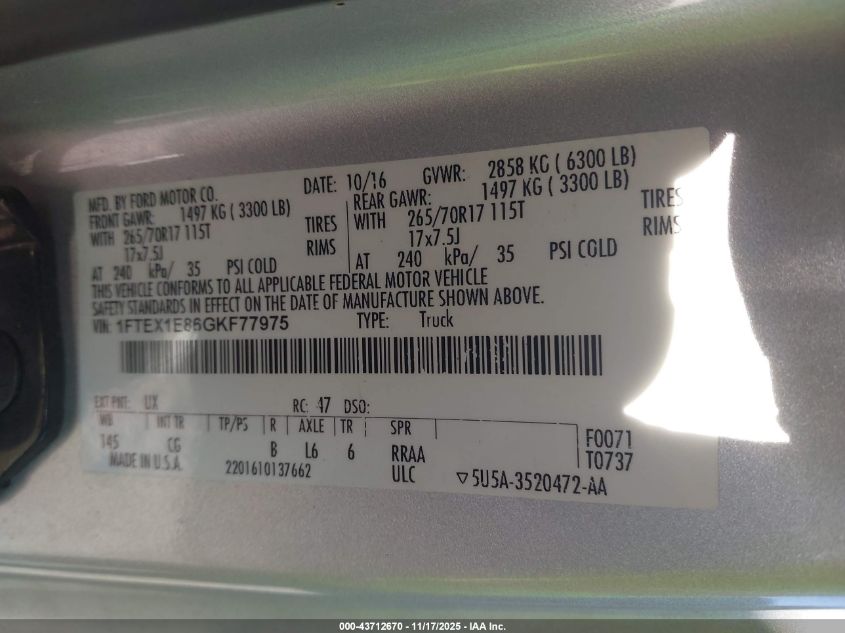 MFD. BY FORD MOTOR CO.
DATE: 10/16 GVWR: 2858 KG ( 6300 LB)
FRONT GAWR: 1497 KG ( 3300 LB)
REAR GAWR: 1497 KG ( 3300 LB)
WITH 265/70R17 115T TIRES
WITH 265/70R17 115T TIRES
17x7.5J RIMS
17x7.5J RIMS
AT 240 kPa/ 35 PSI COLD
AT 240 kPa/ 35 PSI COLD
THIS VEHICLE CONFORMS TO ALL APPLICABLE FEDERAL MOTOR VEHICLE
SAFETY STANDARDS IN EFFECT ON THE DATE OF MANUFACTURE SHOWN ABOVE.
VIN: 1FTEX1E86GKF77975 TYPE: Truck
EXT PNT: UX RC: 47 DSO:
WB INT TR TP/PS R AXLE TR SPR
145 CG B L6 6 RRAA
F0071
T0737
MADE IN U.S.A. 2201610137662 ULC
▽5U5A-3520472-AA
000-43712670 - 11/17/2025 - IAA Inc.